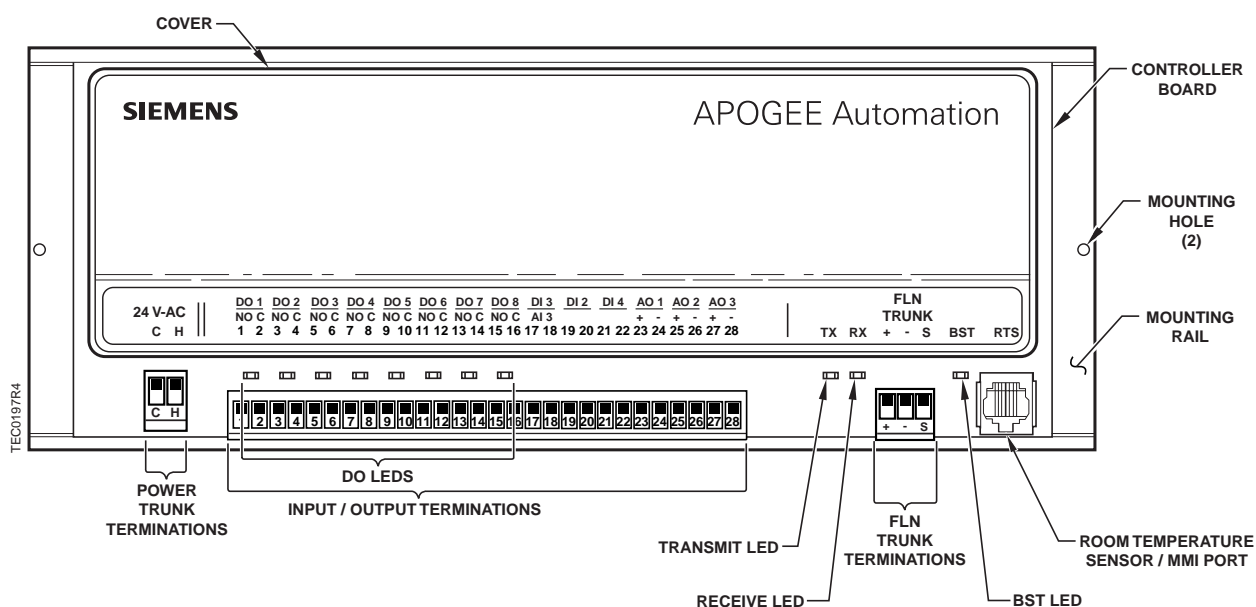 COVER
CONTROLLER
BOARD
SIEMENS
APOGEE Automation
MOUNTING
HOLE
(2)
MOUNTING
RAIL
24 V-AC
C H
DO 1 DO 2 DO 3 DO 4 DO 5 DO 6 DO 7 DO 8 DI 3 DI 2 DI 4 AO 1 AO 2 AO 3
NO C NO C NO C NO C NO C NO C NO C NO C AI 3 + - + - + -
1 2 3 4 5 6 7 8 9 10 11 12 13 14 15 16 17 18 19 20 21 22 23 24 25 26 27 28
FLN
TRUNK
TX RX + - S BST RTS
C H
1 2 3 4 5 6 7 8 9 10 11 12 13 14 15 16 17 18 19 20 21 22 23 24 25 26 27 28
+ - S
TEC0197R4
DO LEDS
POWER
TRUNK
TERMINATIONS
INPUT / OUTPUT TERMINATIONS
FLN
TRUNK
TERMINATIONS
TRANSMIT LED
ROOM TEMPERATURE
SENSOR / MMI PORT
RECEIVE LED
BST LED